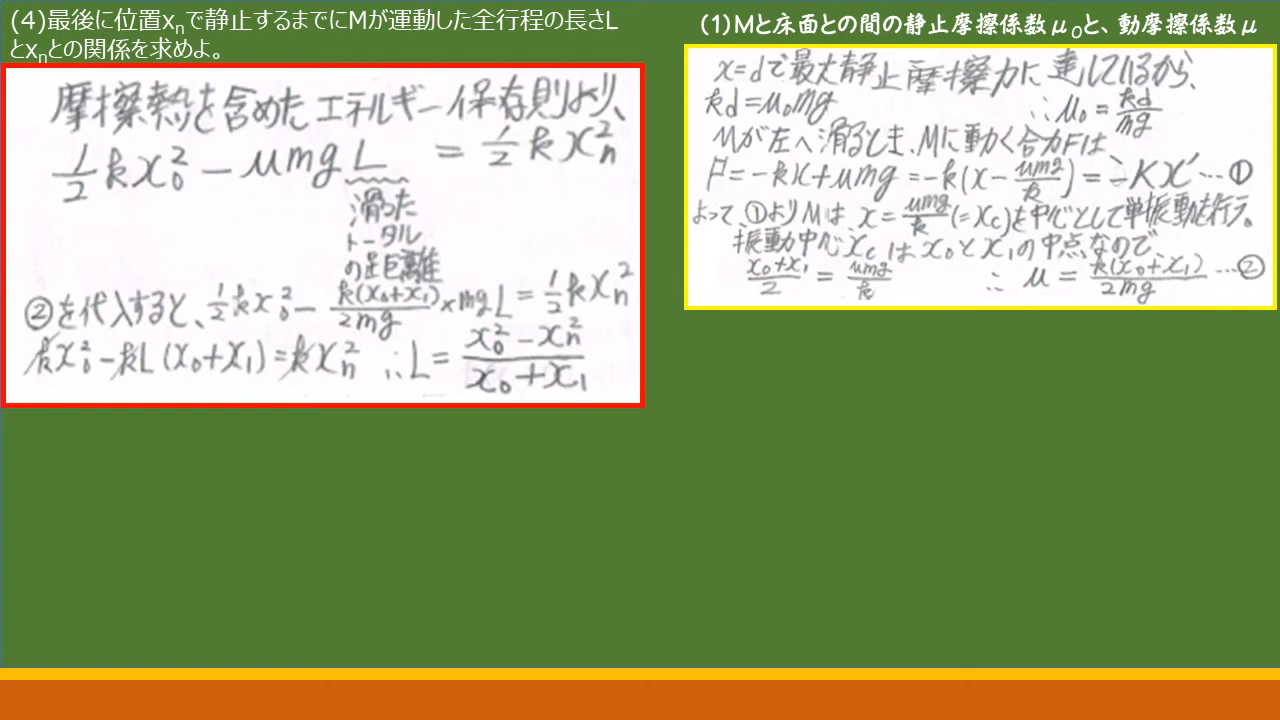 (4)最後に位置xₙで静止するまでにMが運動した全行程の長さL
とxₙとの関係を求めよ。
摩擦熱を含めたエネルギー保存則より、
1/2 kx₀² − μmgL = 1/2 kxₙ²
滑った
トータル
の距離
②を代入すると、1/2 kx₀² − k(x₀+x₁)/2mg × mgL = 1/2 kxₙ²
kx₀² − kL(x₀+x₁) = kxₙ² ∴L = (x₀² − xₙ²)/(x₀+x₁)
(1)Mと床面との間の静止摩擦係数μ₀と、動摩擦係数μ
x=dで最大静止摩擦力に達しているから、
kd=μ₀mg ∴μ₀ = kd/mg
Mが左へ滑るとき、Mに働く合力Fは
F=−kx+μmg =−k(x−μmg/k) = −Kx' …①
よって、①よりMは、x=μmg/k(=xc)を中心として単振動を行う。
振動中心xcはx₀とx₁の中点なので、
(x₀+x₁)/2 = μmg/k ∴ μ = k(x₀+x₁)/2mg …②